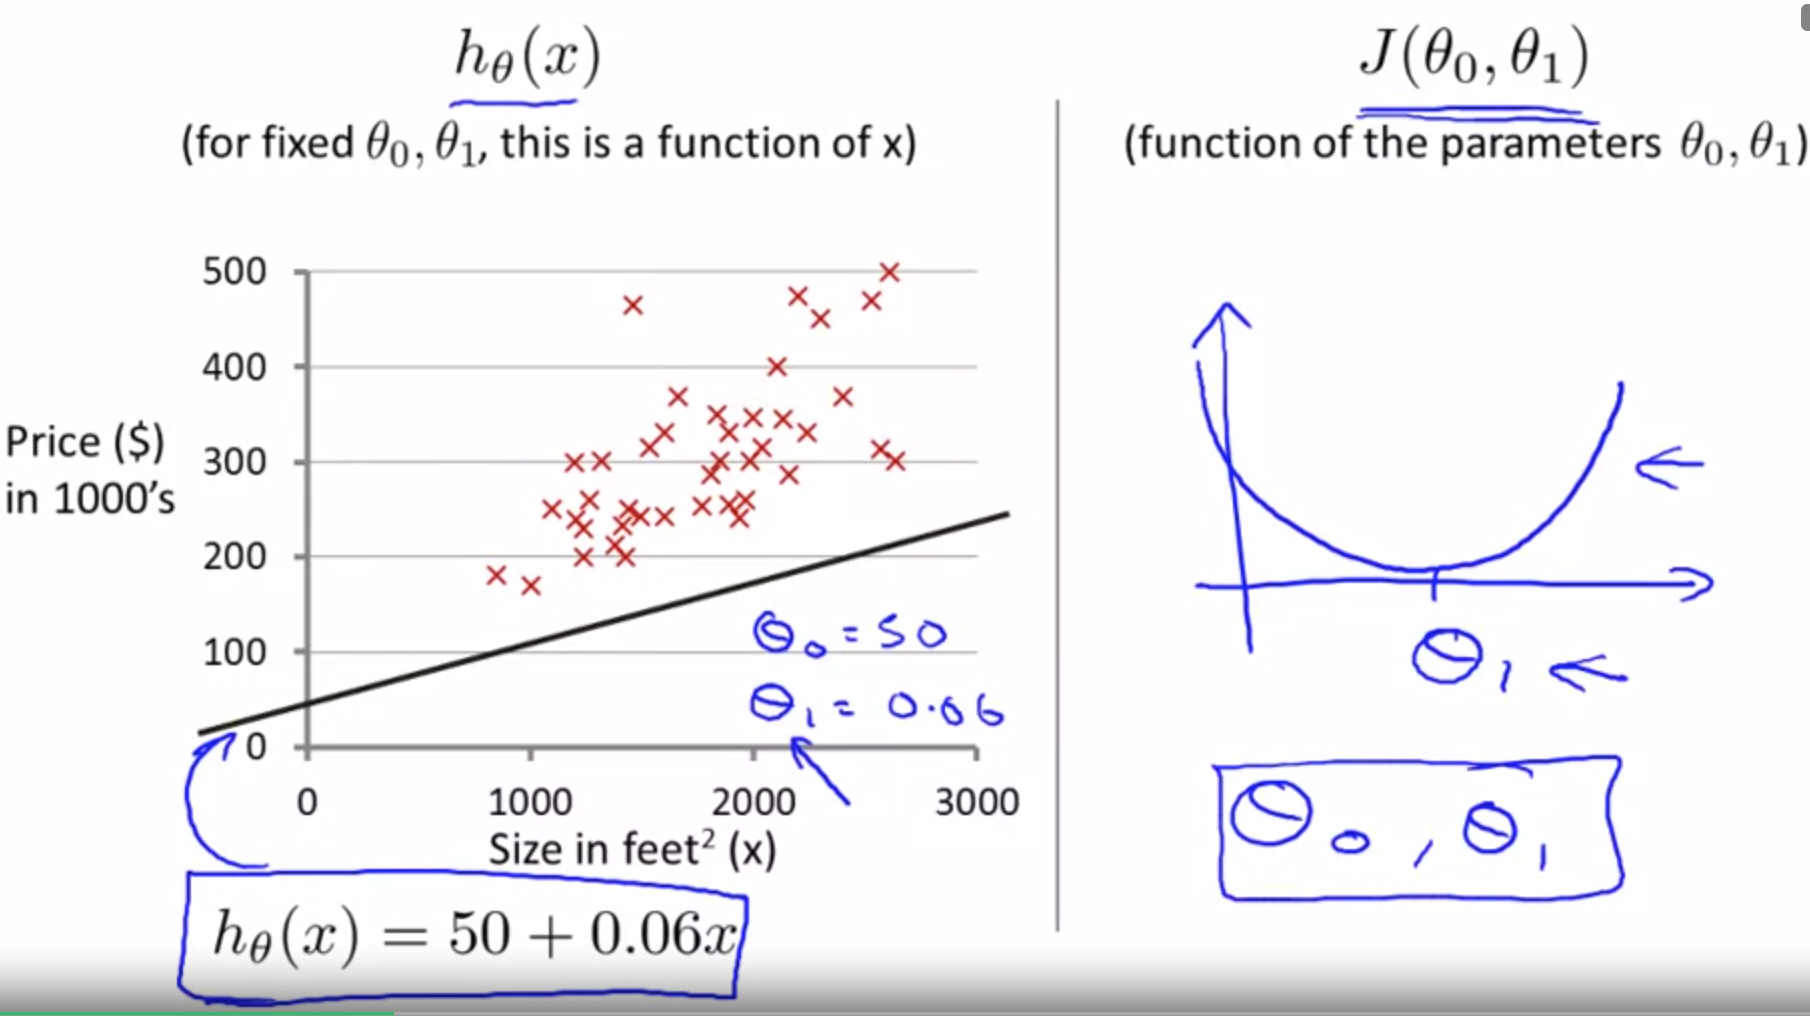 hθ(x)
(for fixed θ₀, θ₁, this is a function of x)
500
400
300
200
100
0
Price ($)
in 1000's
0 1000 2000 3000
Size in feet² (x)
Θ₀ = 50
Θ₁ = 0.06
hθ(x) = 50 + 0.06x
J(θ₀, θ₁)
(function of the parameters θ₀, θ₁)
Θ₁
Θ₀, Θ₁